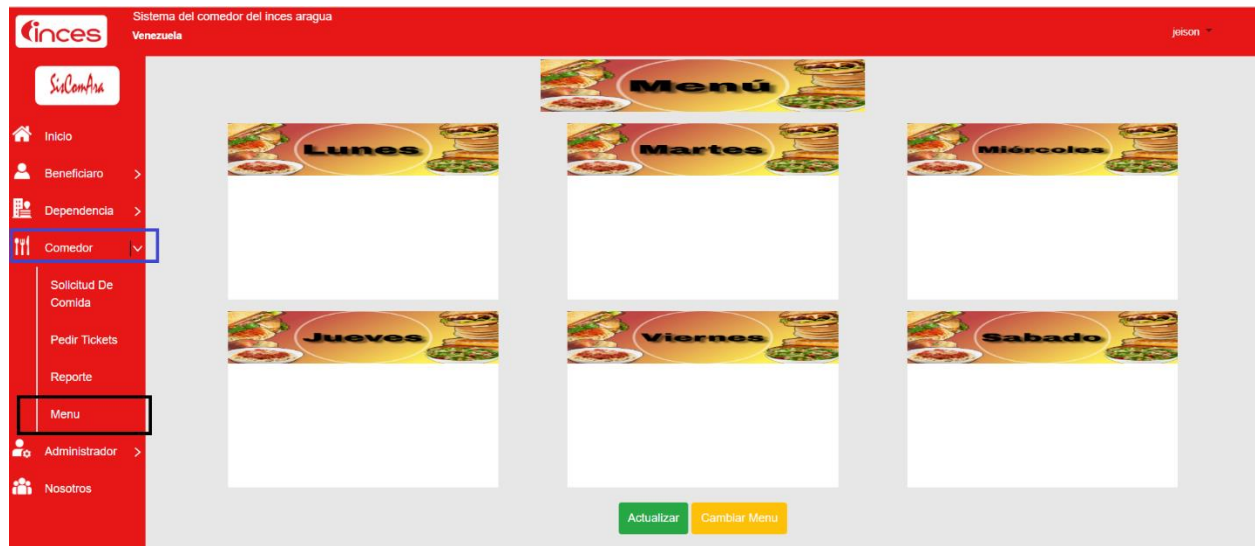 inces
Sistema del comedor del inces aragua
Venezuela
jeison
SisComAra
Inicio
Beneficiaro
Dependencia
Comedor
Solicitud De
Comida
Pedir Tickets
Reporte
Menu
Administrador
Nosotros
Menú
Lunes
Martes
Miércoles
Jueves
Viernes
Sabado
Actualizar
Cambiar Menu